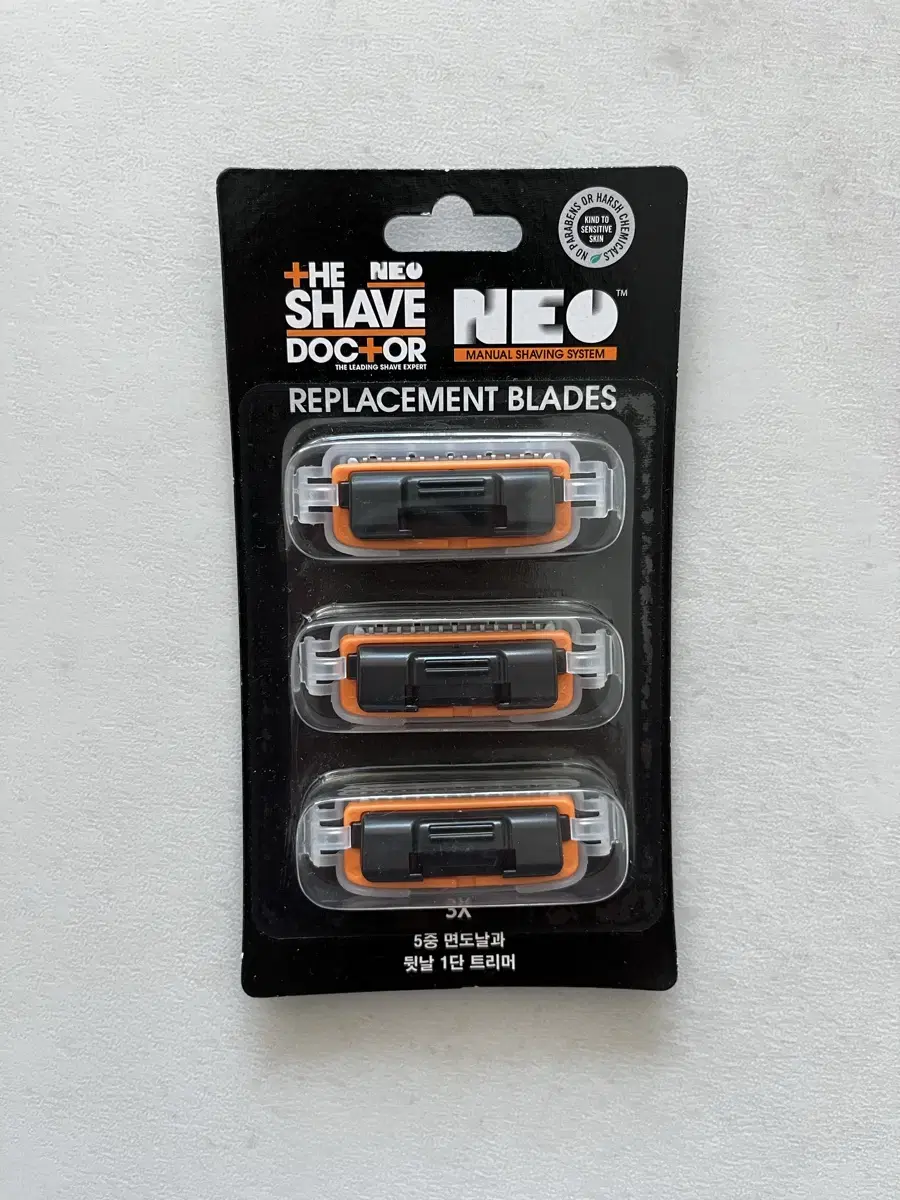 NO PARABENS OR HARSH CHEMICALS
KIND TO
SENSITIVE
SKIN
THE NEO
SHAVE
DOCTOR
THE LEADING SHAVE EXPERT
NEO™
MANUAL SHAVING SYSTEM
REPLACEMENT BLADES
3X
5중 면도날과
뒷날 1단 트리머